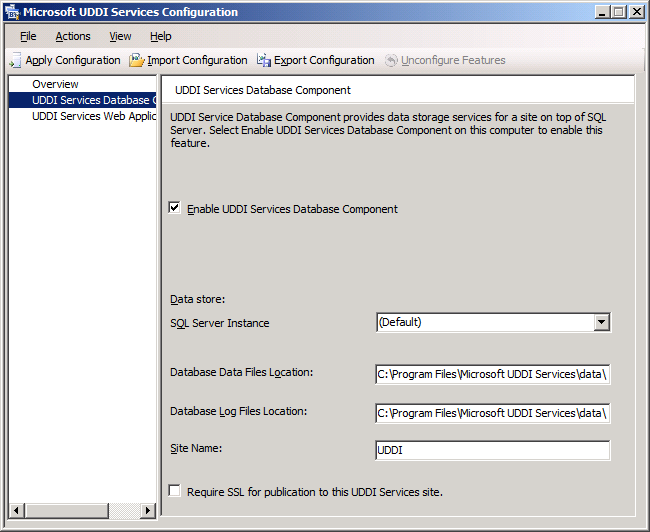 Microsoft UDDI Services Configuration
File Actions View Help
Apply Configuration Import Configuration Export Configuration Unconfigure Features
Overview
UDDI Services Database C
UDDI Services Web Applic
UDDI Services Database Component
UDDI Service Database Component provides data storage services for a site on top of SQL
Server. Select Enable UDDI Services Database Component on this computer to enable this
feature.
Enable UDDI Services Database Component
Data store:
SQL Server Instance
(Default)
Database Data Files Location:
C:\Program Files\Microsoft UDDI Services\data\
Database Log Files Location:
C:\Program Files\Microsoft UDDI Services\data\
Site Name:
UDDI
Require SSL for publication to this UDDI Services site.